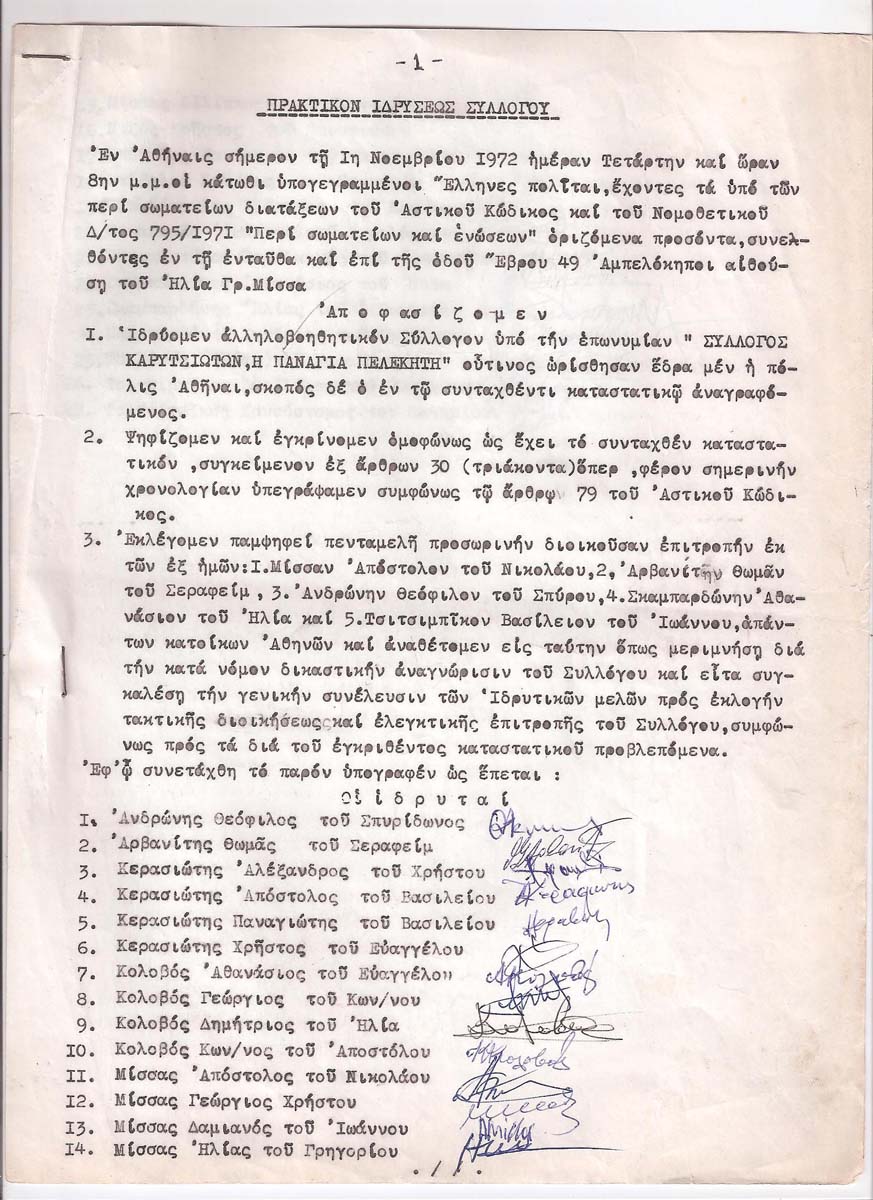 - 1 -
ΠΡΑΚΤΙΚΟΝ ΙΔΡΥΣΕΩΣ ΣΥΛΛΟΓΟΥ
Ἐν Ἀθήναις σήμερον τῇ Iη Νοεμβρίου I972 ἡμέραν Τετάρτην καί ὥραν
8ην μ.μ.οἱ κάτωθι ὑπογεγραμμένοι Ἕλληνες πολῖται,ἔχοντες τά ὑπό τῶν
περί σωματείων διατάξεων τοῦ Ἀστικοῦ Κώδικος καί τοῦ Νομοθετικοῦ
Δ/τος 795/I97I "Περί σωματείων καί ἑνώσεων" ὁριζόμενα προσόντα,συνελ-
θόντες ἐν τῇ ἐνταῦθα καί ἐπί τῆς ὁδοῦ Ἕβρου 49 Ἀμπελόκηποι αἰθού-
σῃ τοῦ Ἠλία Γρ.Μίσσα
Ἀ π ο φ α σ ί ζ ο -μ ε ν
I. Ἱδρύομεν ἀλληλοβοηθητικόν Σύλλογον ὑπό τήν ἐπωνυμίαν " ΣΥΛΛΟΓΟΣ
ΚΑΡΥΤΣΙΩΤΩΝ,Η ΠΑΝΑΓΙΑ ΠΕΛΕΚΗΤΗ" οὗτινος ὡρίσθησαν ἕδρα μέν ἡ πό-
λις Ἀθῆναι,σκοπός δέ ὁ ἐν τῷ συνταχθέντι καταστατικῷ ἀναγραφό-
μενος.
2. Ψηφίζομεν καί ἐγκρίνομεν ὁμοφώνως ὡς ἔχει τό συνταχθέν καταστα-
τικόν ,συγκείμενον ἐξ ἄρθρων 30 (τριάκοντα)ὅπερ ,φέρον σημερινήν
χρονολογίαν ὑπεγράψαμεν συμφώνως τῷ ἄρθρῳ 79 τοῦ Ἀστικοῦ Κώδι-
κος.
3. Ἐκλέγομεν παμψηφεί πενταμελῆ προσωρινήν διοικοῦσαν ἐπιτροπήν ἐκ
τῶν ἐξ ἡμῶν:I.Μίσσαν Ἀπόστολον τοῦ Νικολάου,2,Ἀρβανίτην Θωμᾶν
τοῦ Σεραφείμ, 3.Ἀνδρώνην Θεόφιλον τοῦ Σπύρου,4.Σκαμπαρδώνην Ἀθα-
νάσιον τοῦ Ἠλία καί 5.Τσιτσιμπῖκον Βασίλειον τοῦ Ἰωάννου,ἁπάν-
των κατοίκων Ἀθηνῶν καί ἀναθέτομεν εἰς ταύτην ὅπως μεριμνήσῃ διά
τήν κατά νόμον δικαστικήν ἀναγνώρισιν τοῦ Συλλόγου καί εἶτα συγ-
καλέσῃ τήν γενικήν συνέλευσιν τῶν Ἱδρυτικῶν μελῶν πρός ἐκλογήν
τακτικῆς διοικήσεως καί ἐλεγκτικῆς ἐπιτροπῆς τοῦ Συλλόγου,συμφώ-
νως πρός τά διά τοῦ ἐγκριθέντος καταστατικοῦ προβλεπόμενα.
Ἐφ'ᾧ συνετάχθη τό παρόν ὑπογραφέν ὡς ἕπεται :
Οἱ ἱ δ ρ υ τ α ί
I. Ἀνδρώνης Θεόφιλος τοῦ Σπυρίδωνος
2. Ἀρβανίτης Θωμᾶς τοῦ Σεραφείμ
3. Κερασιώτης Ἀλέξανδρος τοῦ Χρήστου
4. Κερασιώτης Ἀπόστολος τοῦ Βασιλείου
5. Κερασιώτης Παναγιώτης τοῦ Βασιλείου
6. Κερασιώτης Χρῆστος τοῦ Εὐαγγέλου
7. Κολοβός Ἀθανάσιος τοῦ Εὐαγγέλου
8. Κολοβός Γεώργιος τοῦ Κων/νου
9. Κολοβός Δημήτριος τοῦ Ἠλία
I0. Κολοβός Κων/νος τοῦ Ἀποστόλου
II. Μίσσας Ἀπόστολος τοῦ Νικολάου
I2. Μίσσας Γεώργιος Χρήστου
I3. Μίσσας Δαμιανός τοῦ Ἰωάννου
I4. Μίσσας Ἠλίας τοῦ Γρηγορίου
./.